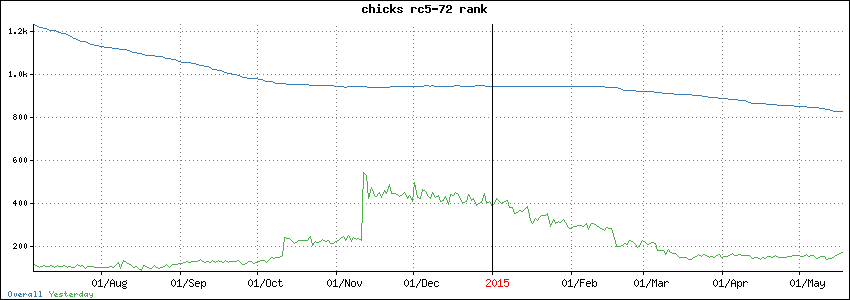 chicks rc5-72 rank
1.2k
1.0k
800
600
400
200
01/Aug 01/Sep 01/Oct 01/Nov 01/Dec 2015 01/Feb 01/Mar 01/Apr 01/May
Overall Yesterday